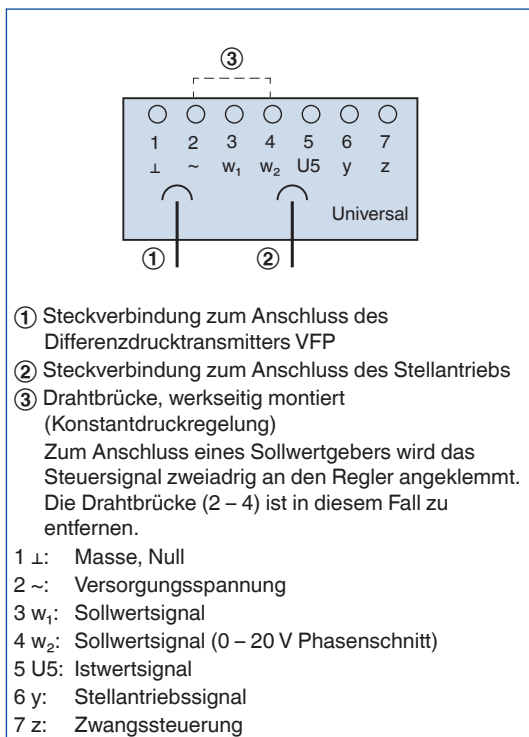 ③
1 2 3 4 5 6 7
⊥ ~ w₁ w₂ U5 y z
Universal
① ②
① Steckverbindung zum Anschluss des
Differenzdrucktransmitters VFP
② Steckverbindung zum Anschluss des Stellantriebs
③ Drahtbrücke, werkseitig montiert
(Konstantdruckregelung)
Zum Anschluss eines Sollwertgebers wird das
Steuersignal zweiadrig an den Regler angeklemmt.
Die Drahtbrücke (2 – 4) ist in diesem Fall zu
entfernen.
1 ⊥: Masse, Null
2 ~: Versorgungsspannung
3 w₁: Sollwertsignal
4 w₂: Sollwertsignal (0 – 20 V Phasenschnitt)
5 U5: Istwertsignal
6 y: Stellantriebssignal
7 z: Zwangssteuerung